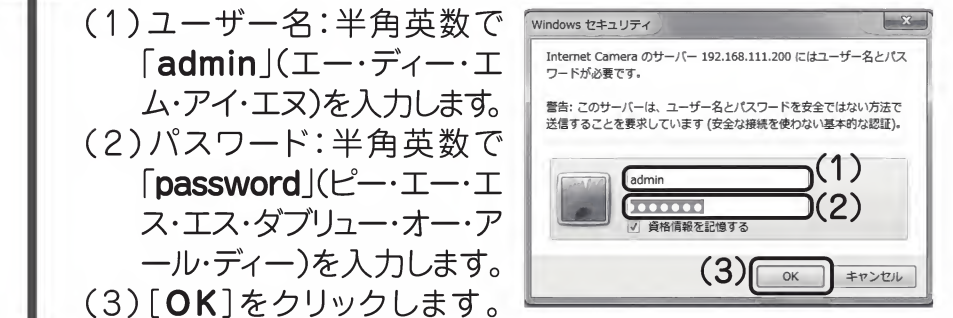 (1)ユーザー名：半角英数で
「admin」(エー・ディー・エ
ム・アイ・エヌ)を入力します。
(2)パスワード：半角英数で
「password」(ピー・エー・エ
ス・エス・ダブリュー・オー・ア
ール・ディー)を入力します。
(3)[OK]をクリックします。
Windows セキュリティ
Internet Camera のサーバー 192.168.111.200 にはユーザー名とパス
ワードが必要です。
警告: このサーバーは、ユーザー名とパスワードを安全ではない方法で
送信することを要求しています (安全な接続を使わない基本的な認証)。
admin (1)
●●●●●●● (2)
資格情報を記憶する
(3) OK キャンセル